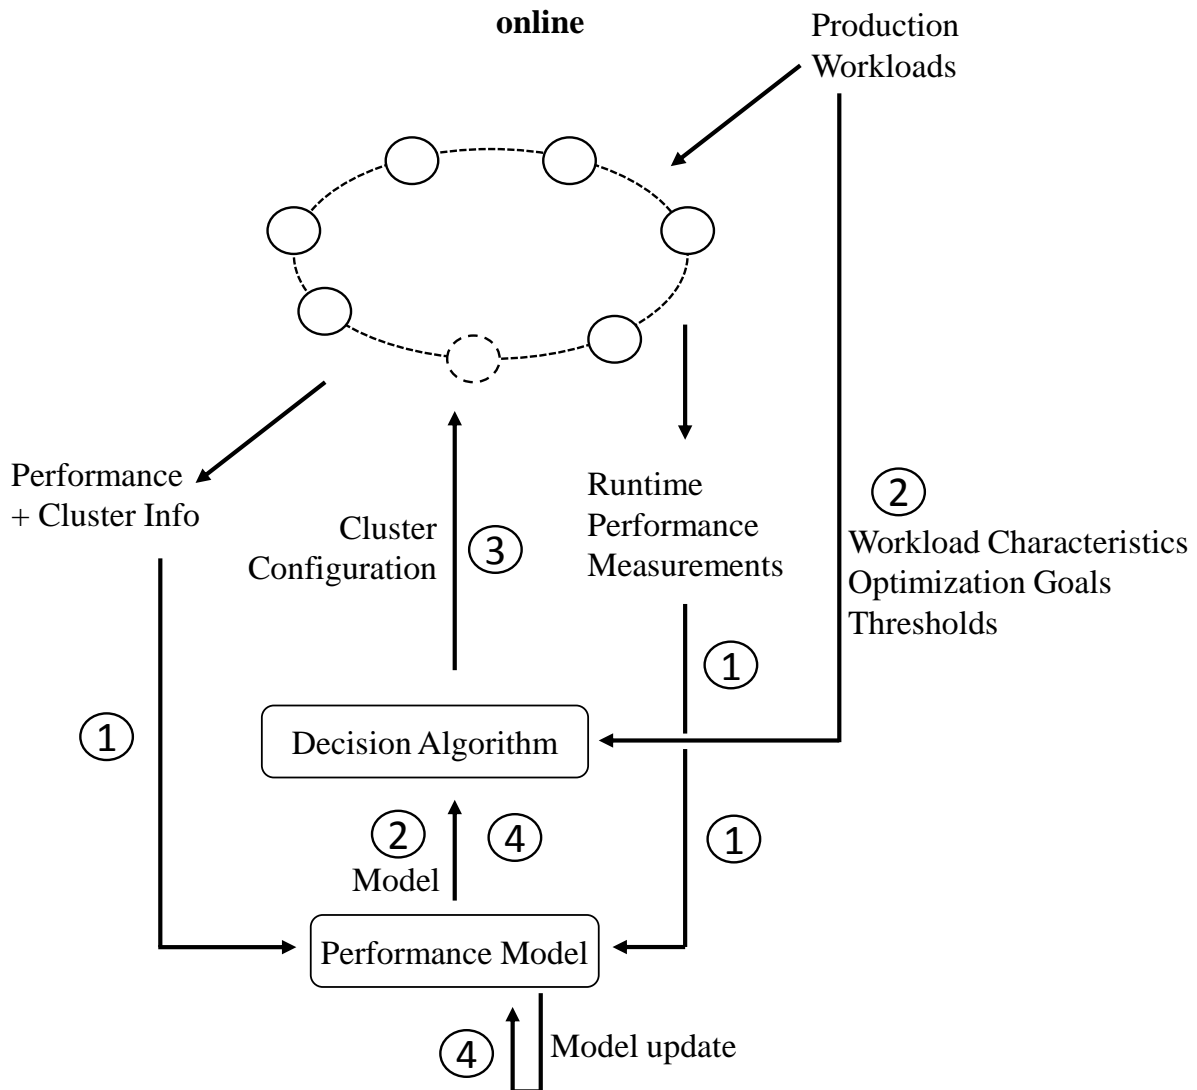 online
Production
Workloads
Performance
+ Cluster Info
Cluster
Configuration
3
Runtime
Performance
Measurements
2
Workload Characteristics
Optimization Goals
Thresholds
1
1
Decision Algorithm
2
4
1
Model
Performance Model
4
Model update